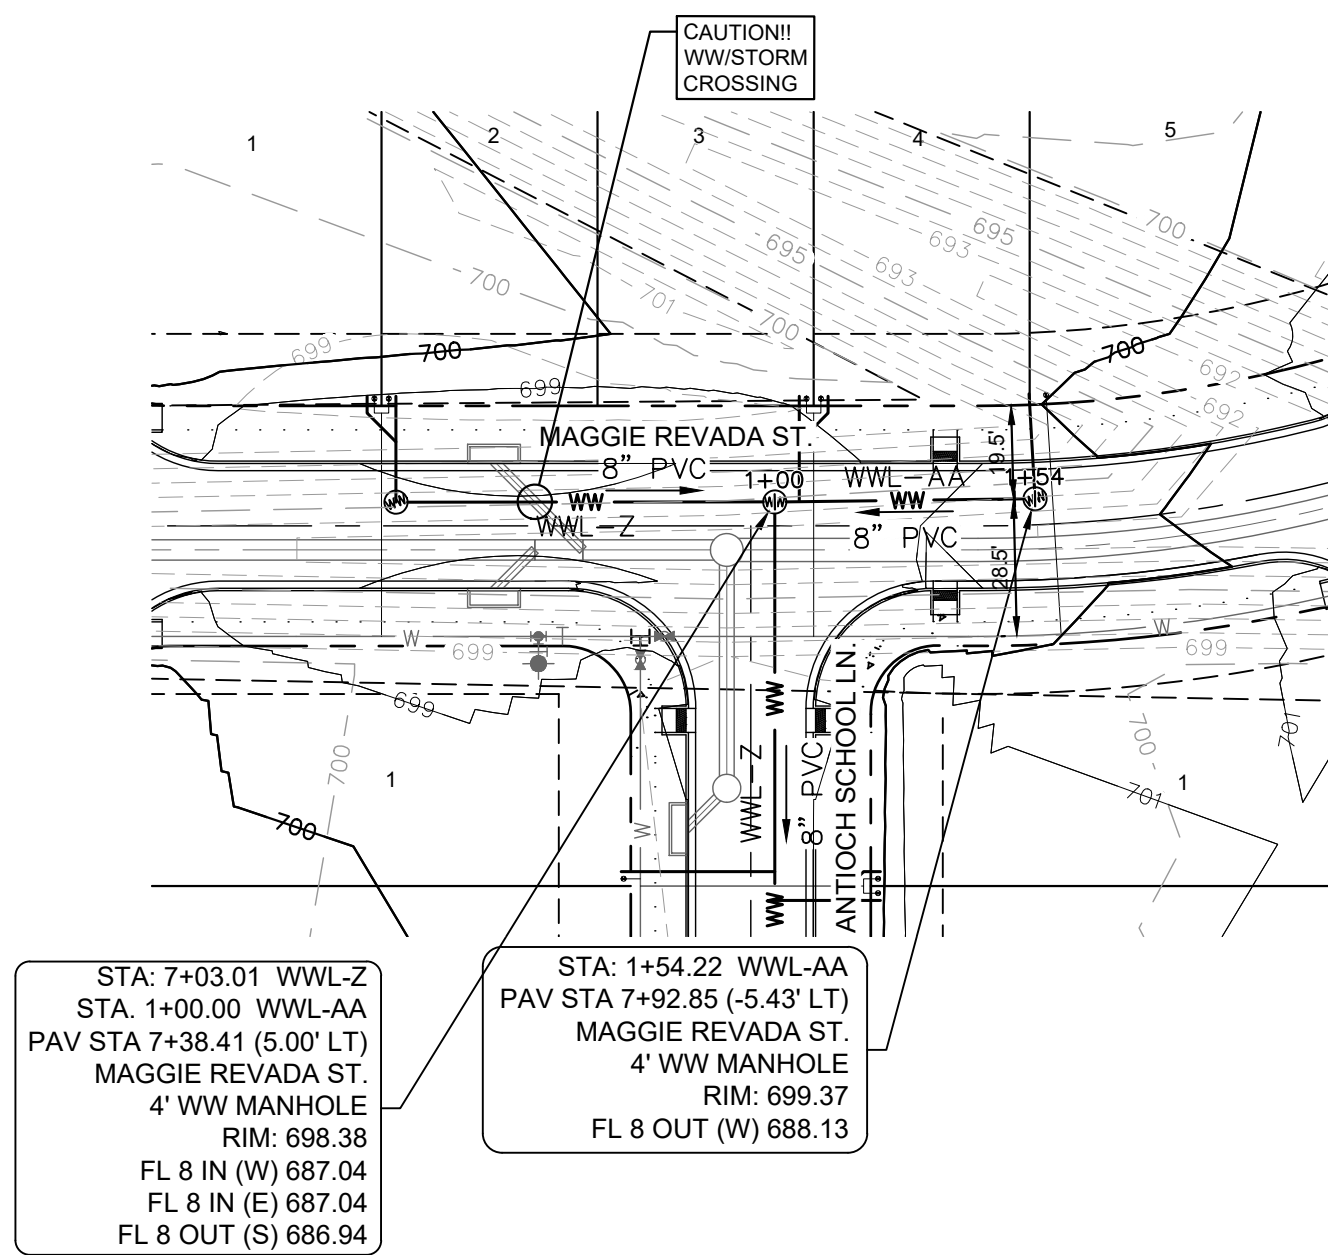 CAUTION!!
WW/STORM
CROSSING
1
2
3
4
5
700
700
695
695
693
693
701
700
699
700
700
692
699
692
MAGGIE REVADA ST.
8” PVC
1+00
WWL-AA
19.5'
1+54
WW
WW
WWL-Z
8” PVC
28.5'
W
699
W
699
699
700
1
700
WW
WWL-Z
8” PVC
ANTIOCH SCHOOL LN.
W
WW
700
701
701
1
STA: 7+03.01 WWL-Z
STA. 1+00.00 WWL-AA
PAV STA 7+38.41 (5.00' LT)
MAGGIE REVADA ST.
4' WW MANHOLE
RIM: 698.38
FL 8 IN (W) 687.04
FL 8 IN (E) 687.04
FL 8 OUT (S) 686.94
STA: 1+54.22 WWL-AA
PAV STA 7+92.85 (-5.43' LT)
MAGGIE REVADA ST.
4' WW MANHOLE
RIM: 699.37
FL 8 OUT (W) 688.13